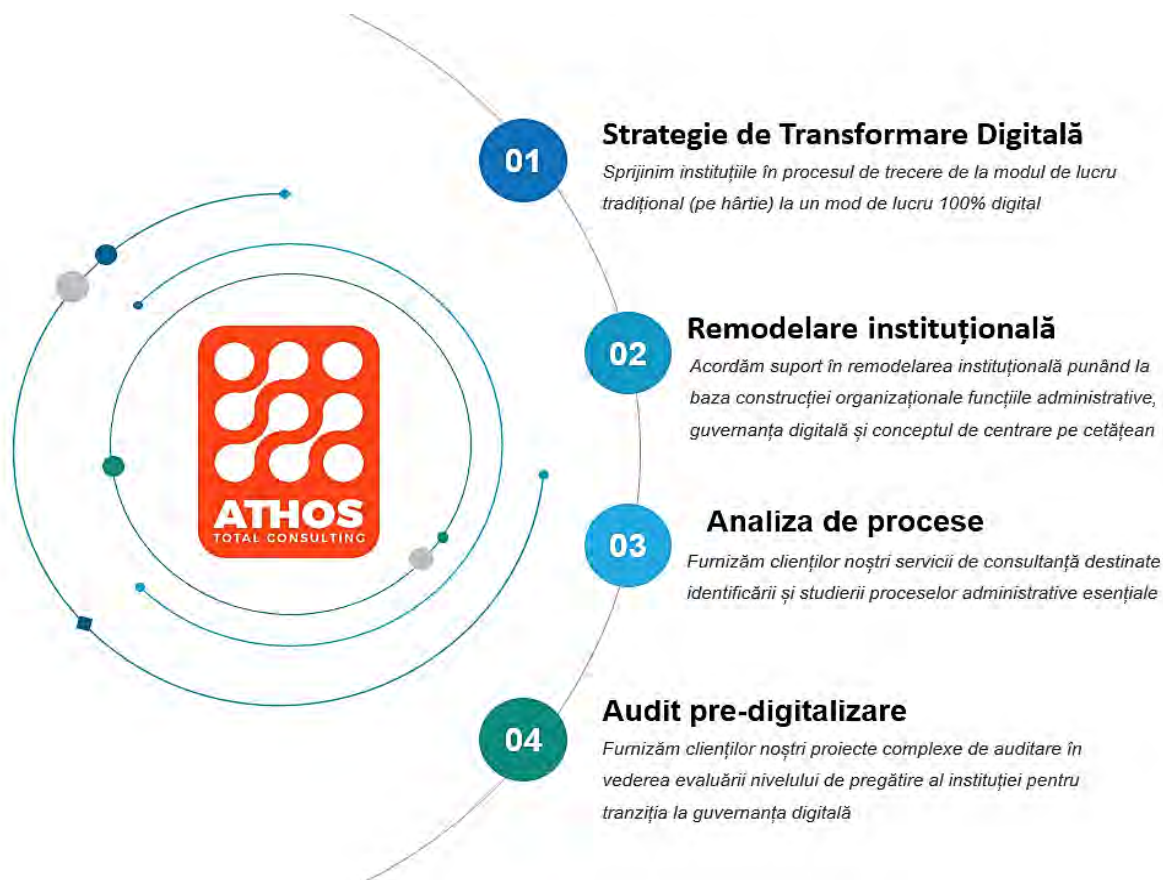 01
Strategie de Transformare Digitală
Sprijinim instituțiile în procesul de trecere de la modul de lucru
tradițional (pe hârtie) la un mod de lucru 100% digital
02
Remodelare instituțională
Acordăm suport în remodelarea instituțională punând la
baza construcției organizaționale funcțiile administrative,
guvernanța digitală și conceptul de centrare pe cetățean
ATHOS
TOTAL CONSULTING
03
Analiza de procese
Furnizăm clienților noștri servicii de consultanță destinate
identificării și studierii proceselor administrative esențiale
04
Audit pre-digitalizare
Furnizăm clienților noștri proiecte complexe de auditare în
vederea evaluării nivelului de pregătire al instituției pentru
tranziția la guvernanța digitală